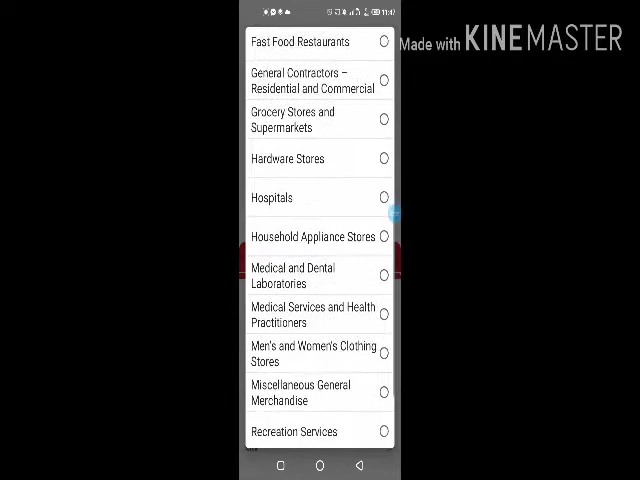 11:47
Made with KINEMASTER
Fast Food Restaurants
General Contractors –
Residential and Commercial
Grocery Stores and
Supermarkets
Hardware Stores
Hospitals
Household Appliance Stores
Medical and Dental
Laboratories
Medical Services and Health
Practitioners
Men's and Women's Clothing
Stores
Miscellaneous General
Merchandise
Recreation Services